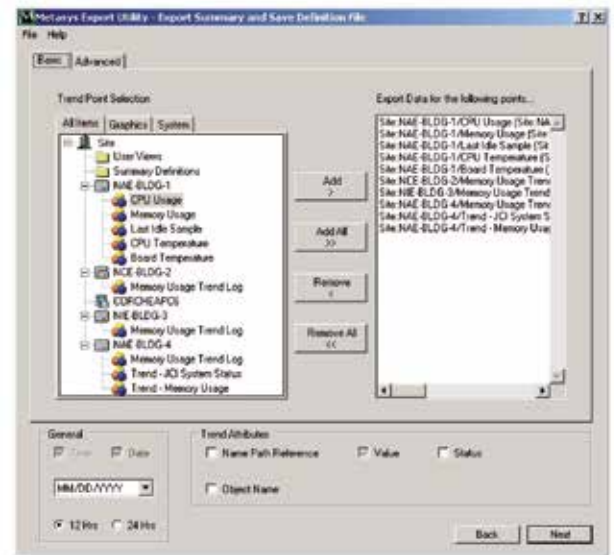 Metasys Export Utility - Export Summary and Save Definition File
File Help
Basic Advanced
Trend Point Selection
All Items Graphics System
Site
User Views
Summary Definitions
NAE-BLDG-1
CPU Usage
Memory Usage
Last Idle Sample
CPU Temperature
Board Temperature
NCE-BLDG-2
Memory Usage Trend Log
NIE-BLDG-3
Memory Usage Trend Log
NAE-BLDG-4
Memory Usage Trend Log
Trend - JCI System Status
Trend - Memory Usage
Add
>
Add All
>>
Remove
<
Remove All
<<
Export Data for the following points...
Site:NAE-BLDG-1/CPU Usage (Site:NA
Site:NAE-BLDG-1/Memory Usage (Site
Site:NAE-BLDG-1/Last Idle Sample (Sit
Site:NAE-BLDG-1/CPU Temperature (S
Site:NAE-BLDG-1/Board Temperature (
Site:NCE-BLDG-2/Memory Usage Tren
Site:NIE-BLDG-3/Memory Usage Trend
Site:NAE-BLDG-4/Memory Usage Tren
Site:NAE-BLDG-4/Trend - JCI System S
Site:NAE-BLDG-4/Trend - Memory Usa
General
Time Date
MM/DD/YYYY
12 Hrs 24 Hrs
Trend Attributes
Name Path Reference Value Status
Object Name
Back Next